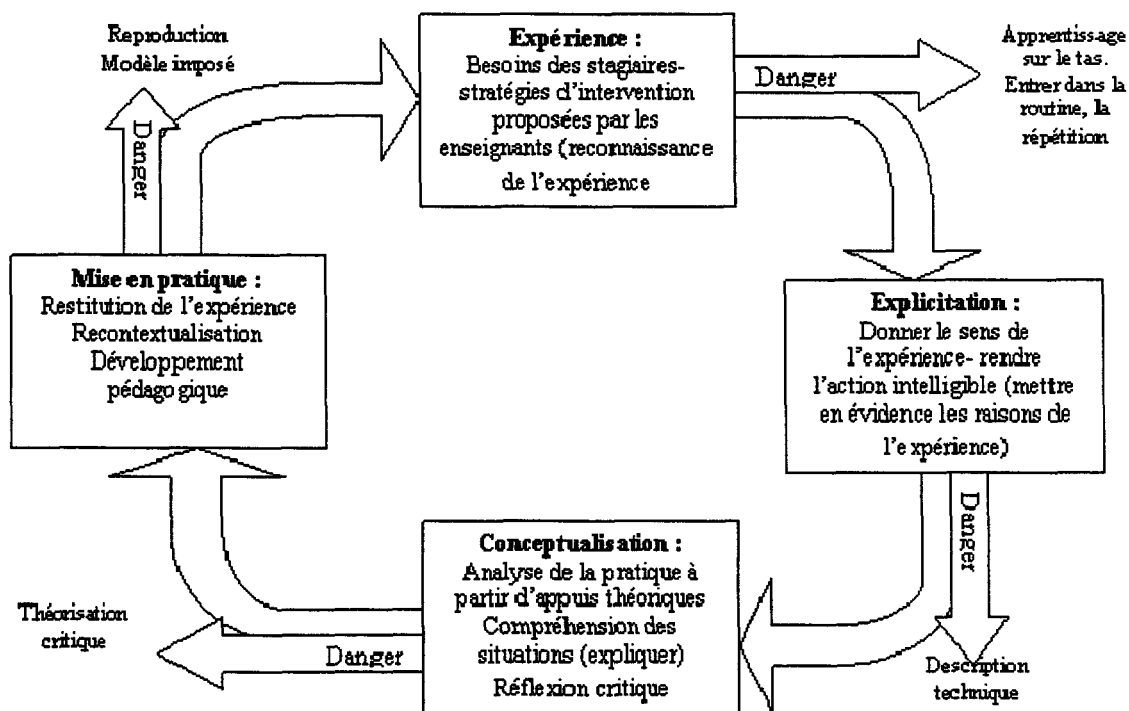 Reproduction
Modèle imposé
Danger
Expérience :
Besoins des stagiaires-
stratégies d'intervention
proposées par les
enseignants (reconnaissance
de l'expérience
Danger
Apprentissage
sur le tas.
Entrer dans la
routine, la
répétition
Mise en pratique :
Restitution de l'expérience
Recontextualisation
Développement
pédagogique
Explicitation :
Donner le sens de
l'expérience- rendre
l'action intelligible (mettre
en évidence les raisons de
l'expérience)
Danger
Description
technique
Conceptualisation :
Analyse de la pratique à
partir d'appuis théoriques
Compréhension des
situations (expliquer)
Réflexion critique
Danger
Théorisation
critique